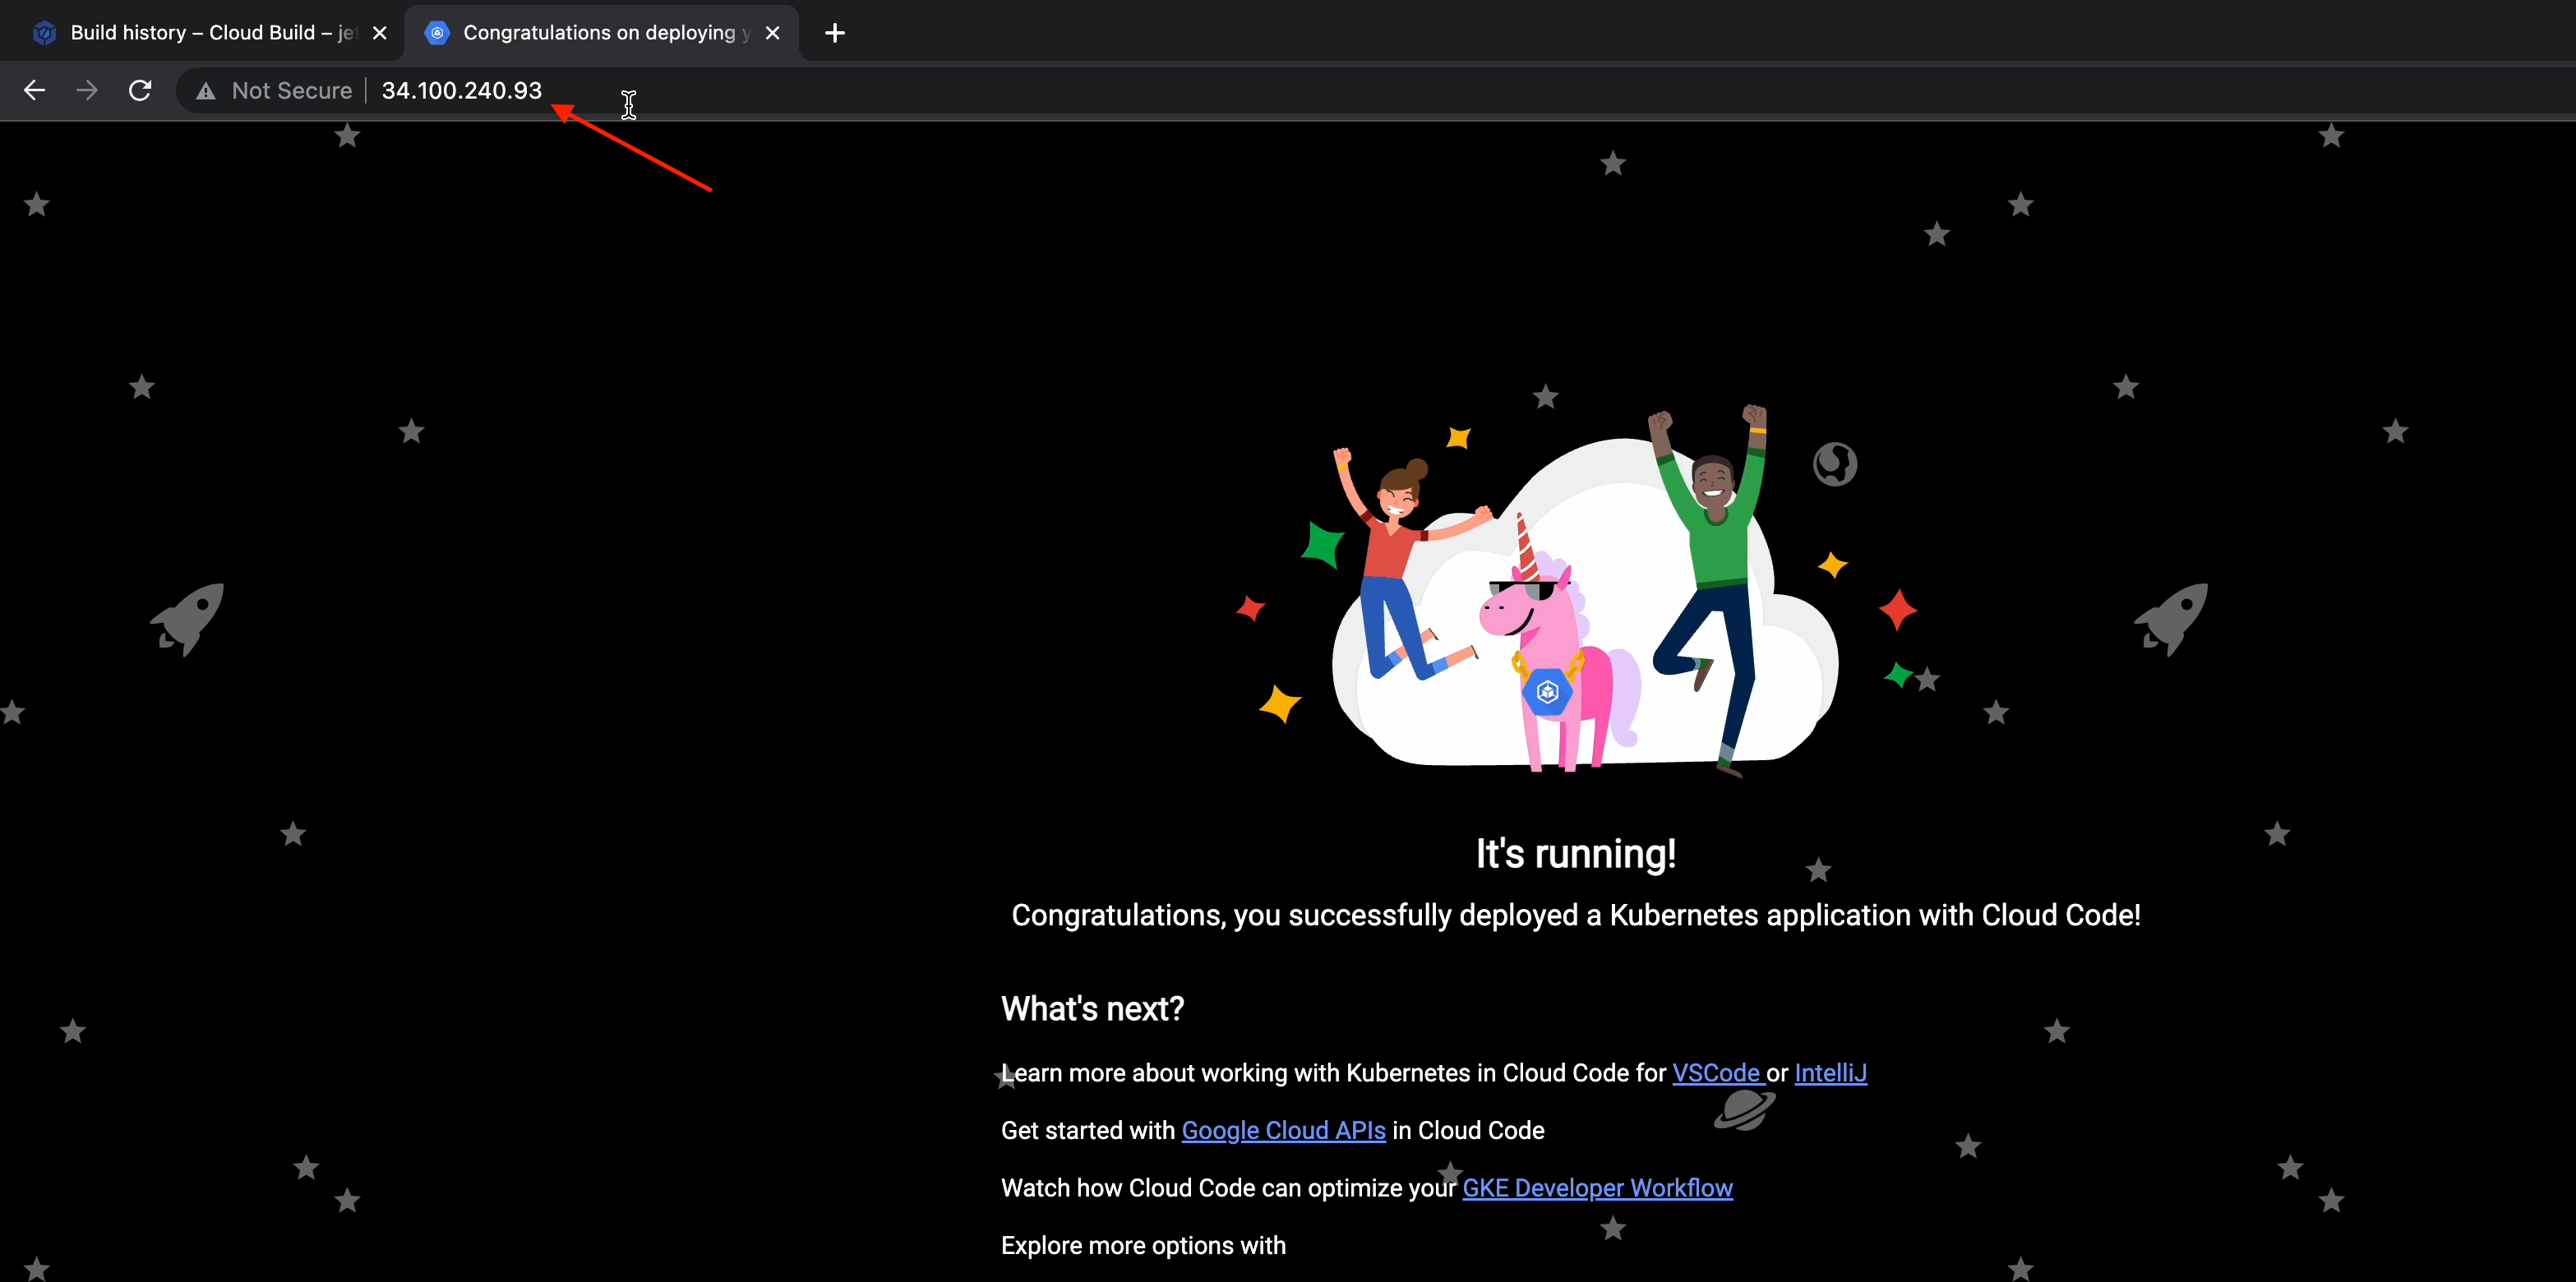 Build history – Cloud Build – je
Congratulations on deploying y
Not Secure
34.100.240.93
It's running!
Congratulations, you successfully deployed a Kubernetes application with Cloud Code!
What's next?
Learn more about working with Kubernetes in Cloud Code for VSCode or IntelliJ
Get started with Google Cloud APIs in Cloud Code
Watch how Cloud Code can optimize your GKE Developer Workflow
Explore more options with